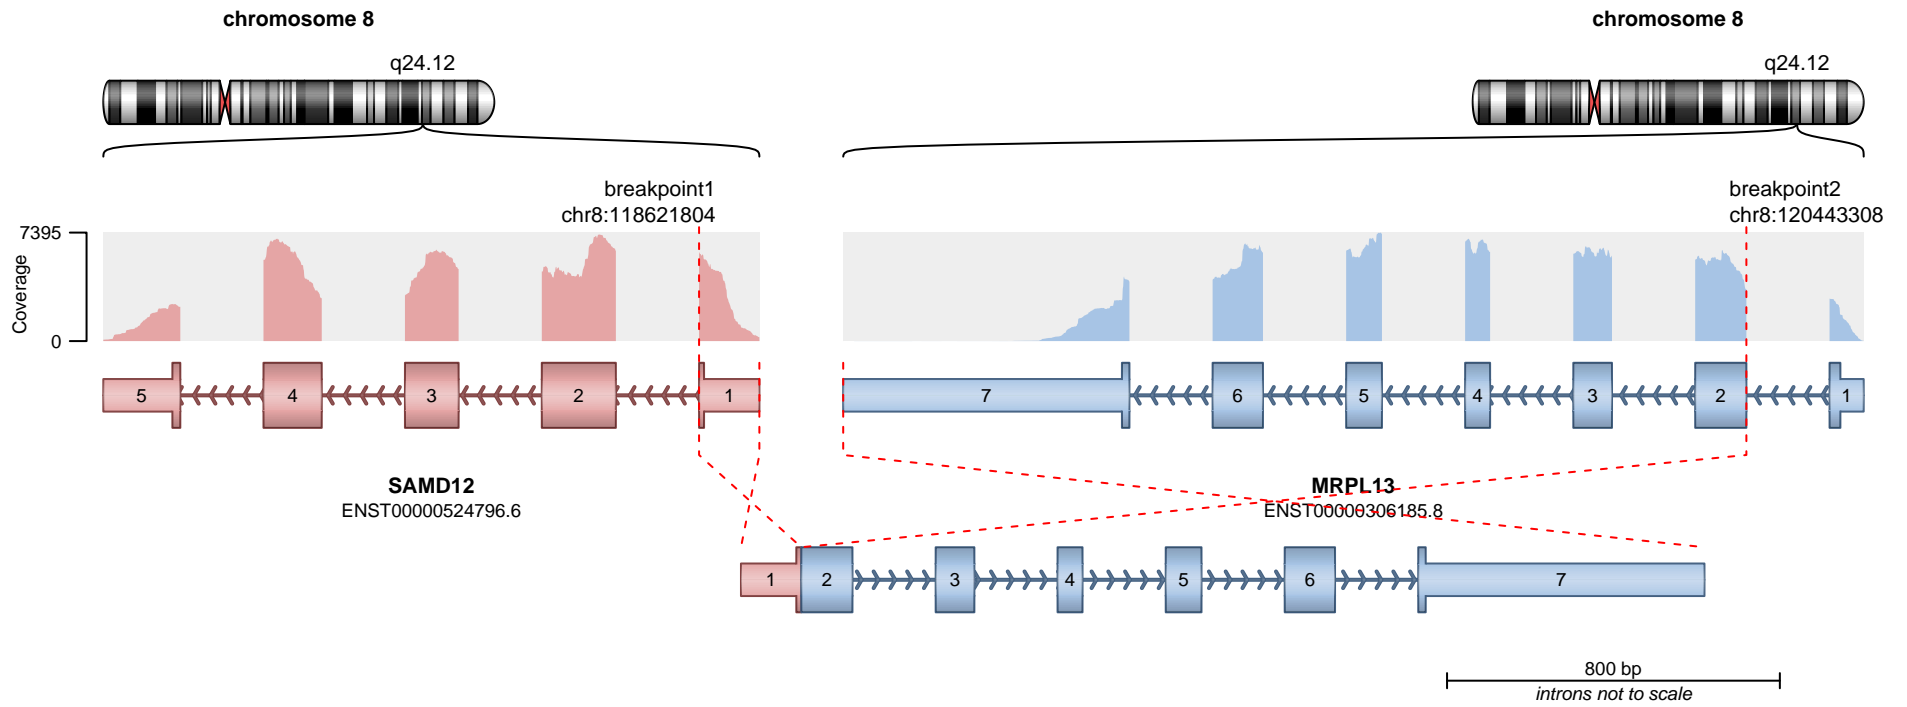 chromosome 8
chromosome 8
q24.12
q24.12
breakpoint1
chr8:118621804
breakpoint2
chr8:120443308
7395
Coverage
0
5 4 3 2 1
7 6 5 4 3 2 1
SAMD12
ENST00000524796.6
MRPL13
ENST00000306185.8
1 2 3 4 5 6 7
800 bp
introns not to scale